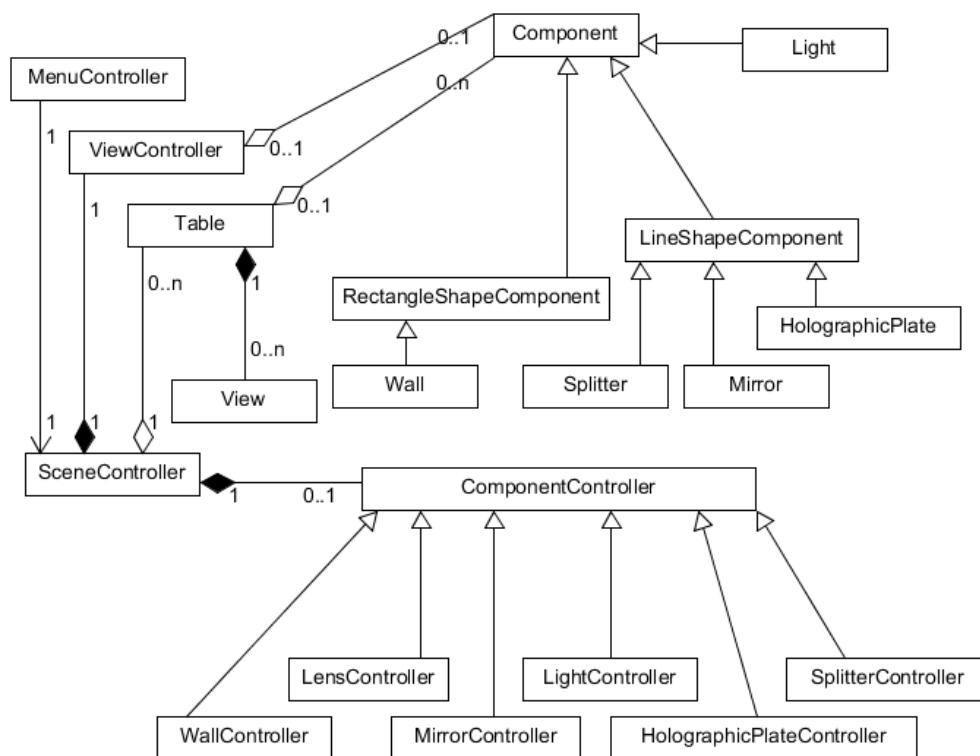 0..1
Component
Light
MenuController
0..n
1
ViewController
0..1
1
Table
0..1
LineShapeComponent
1
0..n
RectangleShapeComponent
HolographicPlate
0..n
View
Wall
Splitter
Mirror
1
1
1
SceneController
1
0..1
ComponentController
LensController
LightController
SplitterController
WallController
MirrorController
HolographicPlateController